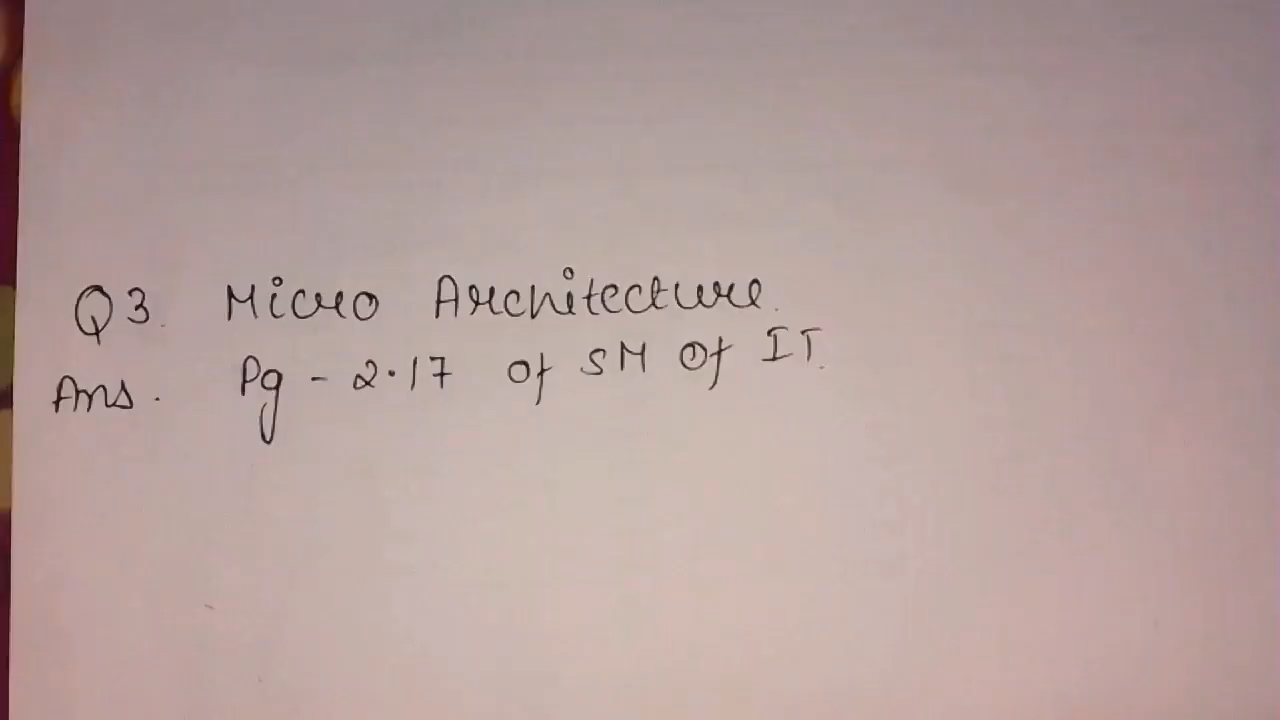 Q3. Micro Architecture.
Ans. Pg - 2.17 of SM of IT.